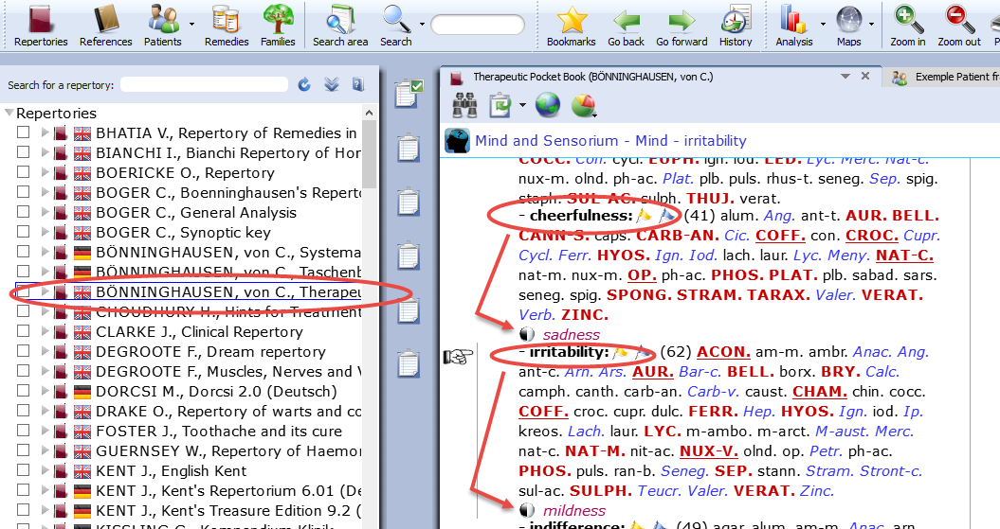 Repertories References Patients Remedies Families Search area Search Bookmarks Go back Go forward History Analysis Maps Zoom in Zoom out
Search for a repertory:
Repertories
BHATIA V., Repertory of Remedies in
BIANCHI I., Bianchi Repertory of Hor
BOERICKE O., Repertory
BOGER C., Boenninghausen's Reperto
BOGER C., General Analysis
BOGER C., Synoptic key
BÖNNINGHAUSEN, von C., Systema
BÖNNINGHAUSEN, von C., Taschenb
BÖNNINGHAUSEN, von C., Therapeu
CHOUDHURY H., Hints for Treatment
CLARKE J., Clinical Repertory
DEGROOTE F., Dream repertory
DEGROOTE F., Muscles, Nerves and V
DORCSI M., Dorcsi 2.0 (Deutsch)
DRAKE O., Repertory of warts and co
FOSTER J., Toothache and its cure
GUERNSEY W., Repertory of Haemor
KENT J., English Kent
KENT J., Kent's Repertorium 6.01 (De
KENT J., Kent's Treasure Edition 9.2 (
KISSLING G., Kompendium Klinik
Therapeutic Pocket Book (BÖNNINGHAUSEN, von C.)
Exemple Patient fra
Mind and Sensorium - Mind - irritability
COCC. Con. cycl. EUPH. ign. iod. LED. Lyc. Merc. Nat-c.
nux-m. olnd. ph-ac. Plat. plb. puls. rhus-t. seneg. Sep. spig.
staph. SUL-AC. sulph. THUJ. verat.
- cheerfulness: (41) alum. Ang. ant-t. AUR. BELL.
CANN-S. caps. CARB-AN. Cic. COFF. con. CROC. Cupr.
Cycl. Ferr. HYOS. Ign. Iod. lach. laur. Lyc. Meny. NAT-C.
nat-m. nux-m. OP. ph-ac. PHOS. PLAT. plb. sabad. sars.
seneg. spig. SPONG. STRAM. TARAX. Valer. VERAT.
Verb. ZINC.
sadness
- irritability: (62) ACON. am-m. ambr. Anac. Ang.
ant-c. Arn. Ars. AUR. Bar-c. BELL. borx. BRY. Calc.
camph. canth. carb-an. Carb-v. caust. CHAM. chin. cocc.
COFF. croc. cupr. dulc. FERR. Hep. HYOS. Ign. iod. Ip.
kreos. Lach. laur. LYC. m-ambo. m-arct. M-aust. Merc.
nat-c. NAT-M. nit-ac. NUX-V. olnd. op. Petr. ph-ac.
PHOS. puls. ran-b. Seneg. SEP. stann. Stram. Stront-c.
sul-ac. SULPH. Teucr. Valer. VERAT. Zinc.
mildness
- indifference: (49) agar. alum. am-m. Anac. arn.